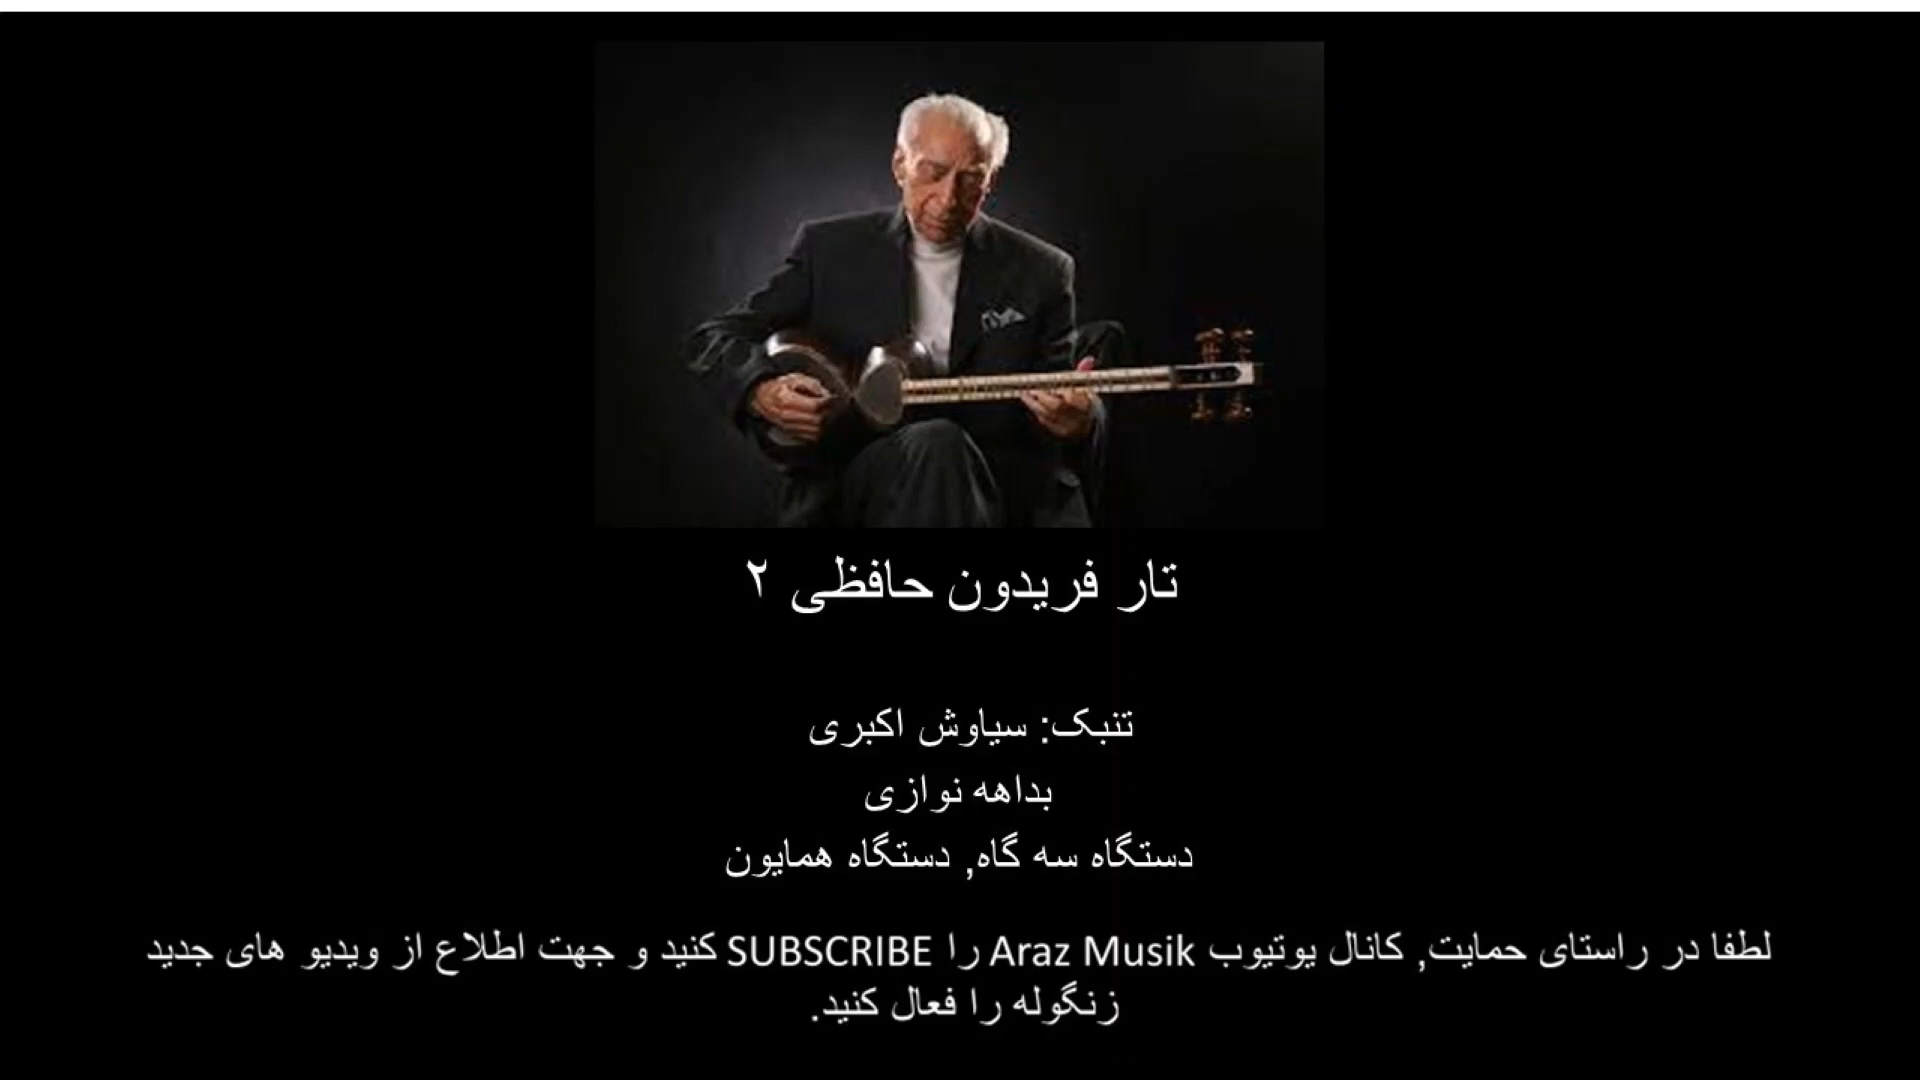 تار فریدون حافظی ۲
تنبک: سیاوش اکبری
بداهه نوازی
دستگاه سه گاه, دستگاه همایون
لطفا در راستای حمایت, کانال یوتیوب Araz Musik را SUBSCRIBE کنید و جهت اطلاع از ویدیو های جدید
زنگوله را فعال کنید.